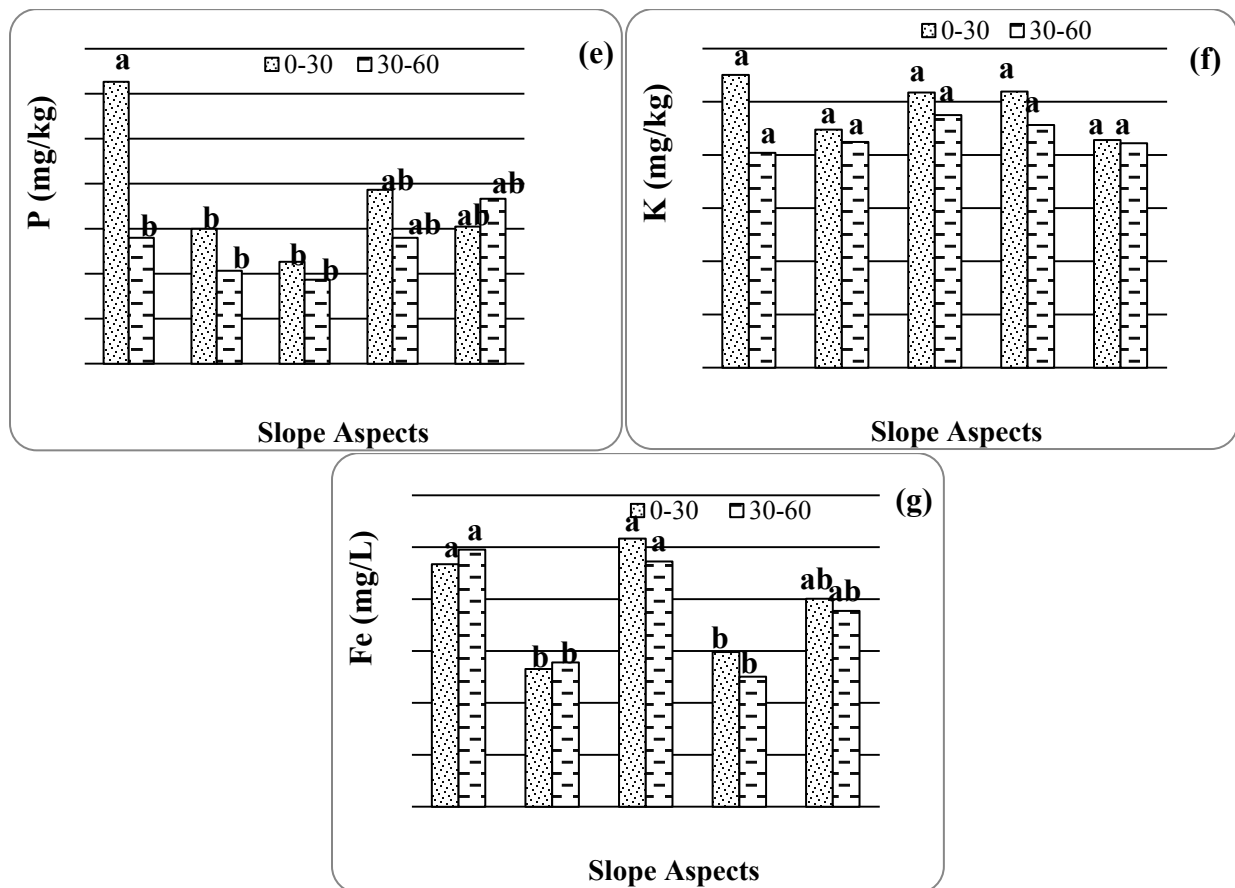 (e)
0-30 30-60
P (mg/kg)
a b b b b b ab ab ab ab
Slope Aspects
(f)
0-30 30-60
K (mg/kg)
a a a a a a a a a a
Slope Aspects
(g)
0-30 30-60
Fe (mg/L)
a a b b a a b b ab ab
Slope Aspects